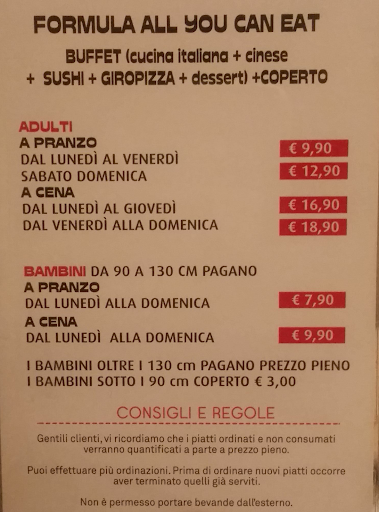 FORMULA ALL YOU CAN EAT
BUFFET (cucina italiana + cinese
+ SUSHI + GIROPIZZA + dessert) +COPERTO
ADULTI
A PRANZO
DAL LUNEDÌ AL VENERDÌ € 9,90
SABATO DOMENICA € 12,90
A CENA
DAL LUNEDÌ AL GIOVEDÌ € 16,90
DAL VENERDÌ ALLA DOMENICA € 18,90
BAMBINI DA 90 A 130 CM PAGANO
A PRANZO
DAL LUNEDÌ ALLA DOMENICA € 7,90
A CENA
DAL LUNEDÌ ALLA DOMENICA € 9,90
I BAMBINI OLTRE I 130 cm PAGANO PREZZO PIENO
I BAMBINI SOTTO I 90 cm COPERTO € 3,00
CONSIGLI E REGOLE
Gentili clienti, vi ricordiamo che i piatti ordinati e non consumati
verranno quantificati a parte a prezzo pieno.
Puoi effettuare più ordinazioni. Prima di ordinare nuovi piatti occorre
aver terminato quelli già serviti.
Non è permesso portare bevande dall'esterno.